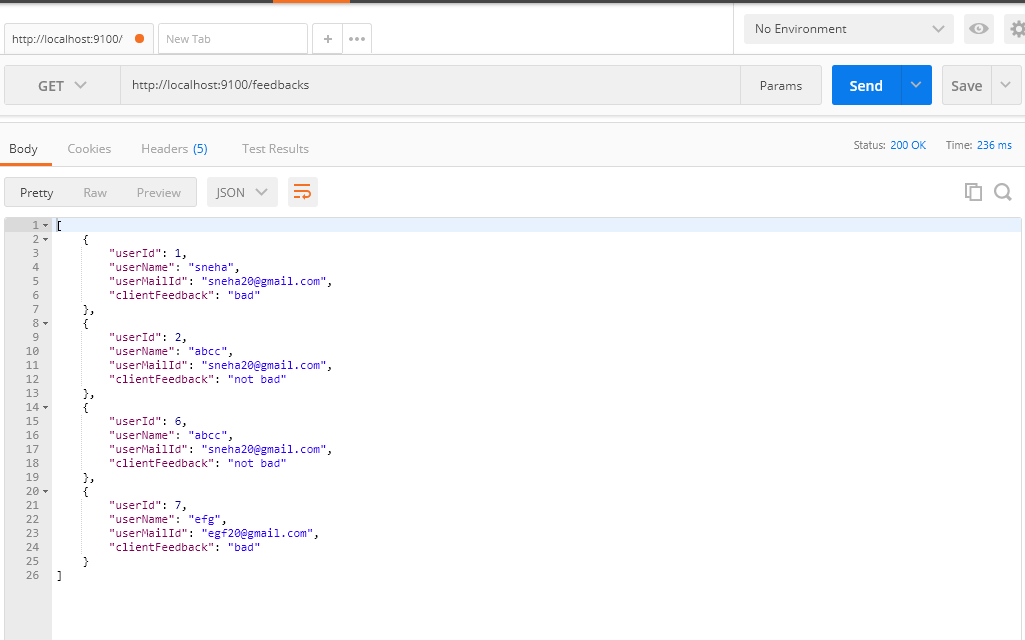 http://localhost:9100/ New Tab + ••• No Environment
GET http://localhost:9100/feedbacks Params Send Save
Body Cookies Headers (5) Test Results Status: 200 OK Time: 236 ms
Pretty Raw Preview JSON
1 [
2 {
3 "userId": 1,
4 "userName": "sneha",
5 "userMailId": "sneha20@gmail.com",
6 "clientFeedback": "bad"
7 },
8 {
9 "userId": 2,
10 "userName": "abcc",
11 "userMailId": "sneha20@gmail.com",
12 "clientFeedback": "not bad"
13 },
14 {
15 "userId": 6,
16 "userName": "abcc",
17 "userMailId": "sneha20@gmail.com",
18 "clientFeedback": "not bad"
19 },
20 {
21 "userId": 7,
22 "userName": "efg",
23 "userMailId": "egf20@gmail.com",
24 "clientFeedback": "bad"
25 }
26 ]